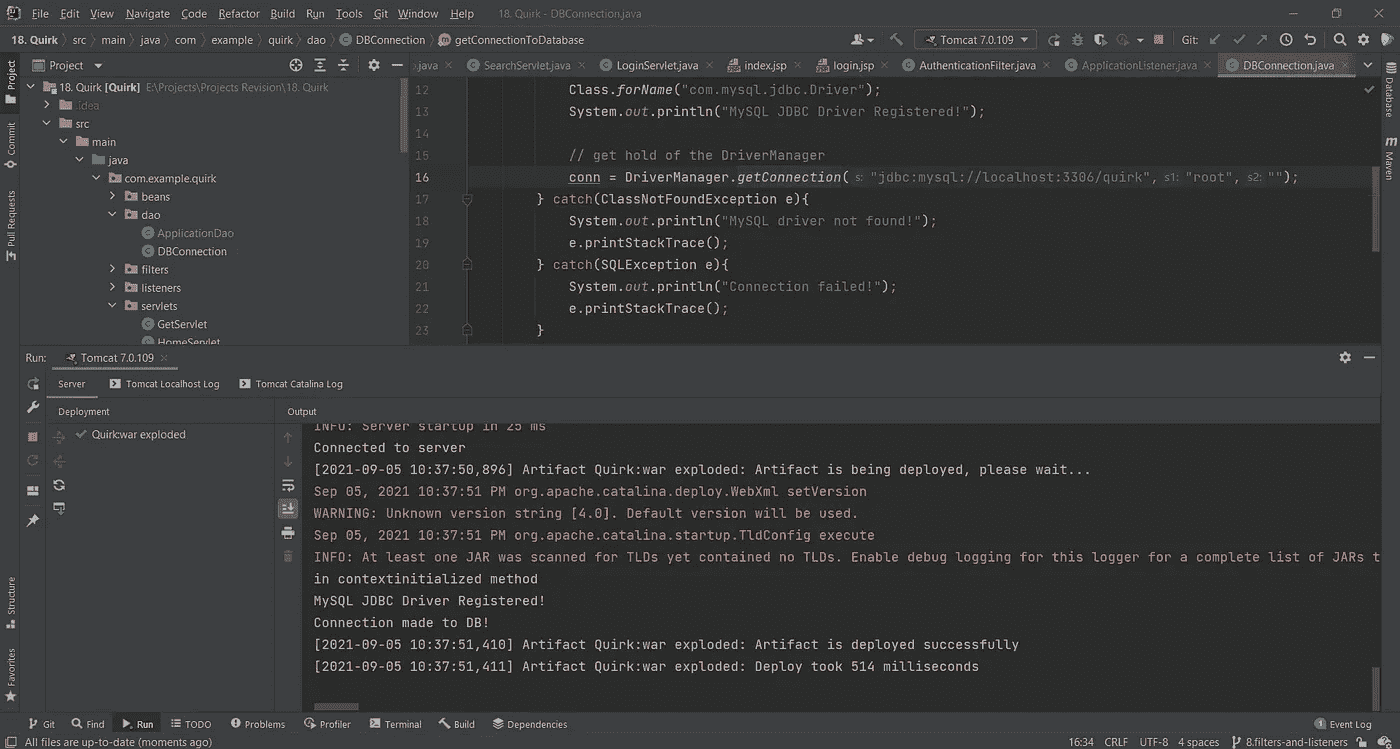 File Edit View Navigate Code Refactor Build Run Tools Git Window Help 18. Quirk - DBConnection.java
18. Quirk src main java com example quirk dao DBConnection getConnectionToDatabase Tomcat 7.0.109 Git:
Project .java SearchServlet.java LoginServlet.java index.jsp login.jsp AuthenticationFilter.java ApplicationListener.java DBConnection.java
Project
Commit
Pull Requests
18. Quirk [Quirk] E:\Projects\Projects Revision\18. Quirk
.idea
src
main
java
com.example.quirk
beans
dao
ApplicationDao
DBConnection
filters
listeners
servlets
GetServlet
HomeServlet
12 Class.forName("com.mysql.jdbc.Driver");
13 System.out.println("MySQL JDBC Driver Registered!");
14
15 // get hold of the DriverManager
16 conn = DriverManager.getConnection( s: "jdbc:mysql://localhost:3306/quirk", s1: "root", s2: "");
17 } catch(ClassNotFoundException e){
18 System.out.println("MySQL driver not found!");
19 e.printStackTrace();
20 } catch(SQLException e){
21 System.out.println("Connection failed!");
22 e.printStackTrace();
23 }
Database
Maven
Run: Tomcat 7.0.109
Server Tomcat Localhost Log Tomcat Catalina Log
Deployment Output
Quirk:war exploded
INFO: Server startup in 25 ms
Connected to server
[2021-09-05 10:37:50,896] Artifact Quirk:war exploded: Artifact is being deployed, please wait...
Sep 05, 2021 10:37:51 PM org.apache.catalina.deploy.WebXml setVersion
WARNING: Unknown version string [4.0]. Default version will be used.
Sep 05, 2021 10:37:51 PM org.apache.catalina.startup.TldConfig execute
INFO: At least one JAR was scanned for TLDs yet contained no TLDs. Enable debug logging for this logger for a complete list of JARs t
in contextinitialized method
MySQL JDBC Driver Registered!
Connection made to DB!
[2021-09-05 10:37:51,410] Artifact Quirk:war exploded: Artifact is deployed successfully
[2021-09-05 10:37:51,411] Artifact Quirk:war exploded: Deploy took 514 milliseconds
Structure
Favorites
Git Find Run TODO Problems Profiler Terminal Build Dependencies 1 Event Log
All files are up-to-date (moments ago) 16:34 CRLF UTF-8 4 spaces 8.filters-and-listeners